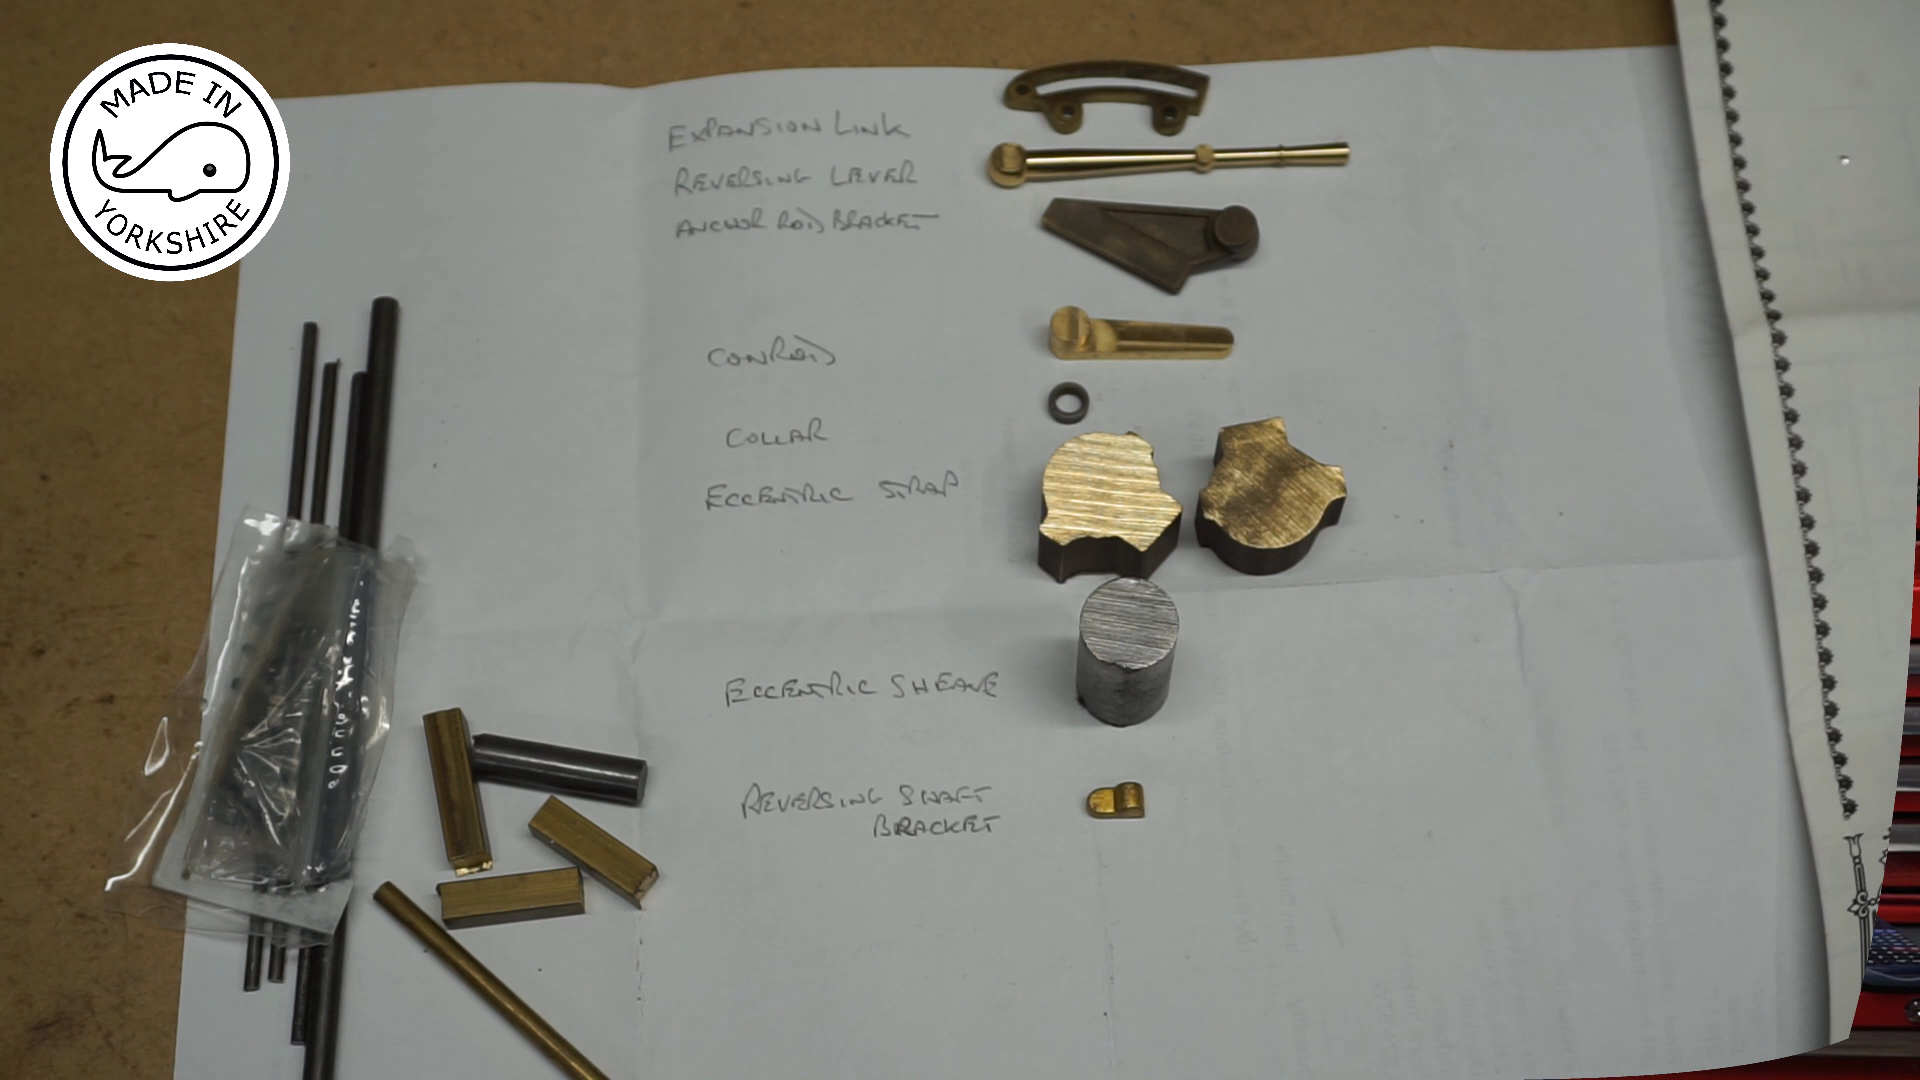 MADE IN
YORKSHIRE
EXPANSION LINK
REVERSING LEVER
ANCHOR ROD BRACKET
CONROD
COLLAR
ECCENTRIC STRAP
ECCENTRIC SHEAVE
REVERSING SHAFT
BRACKET